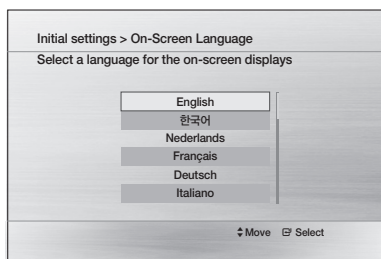 Initial settings > On-Screen Language
Select a language for the on-screen displays
English
한국어
Nederlands
Français
Deutsch
Italiano
Move Select